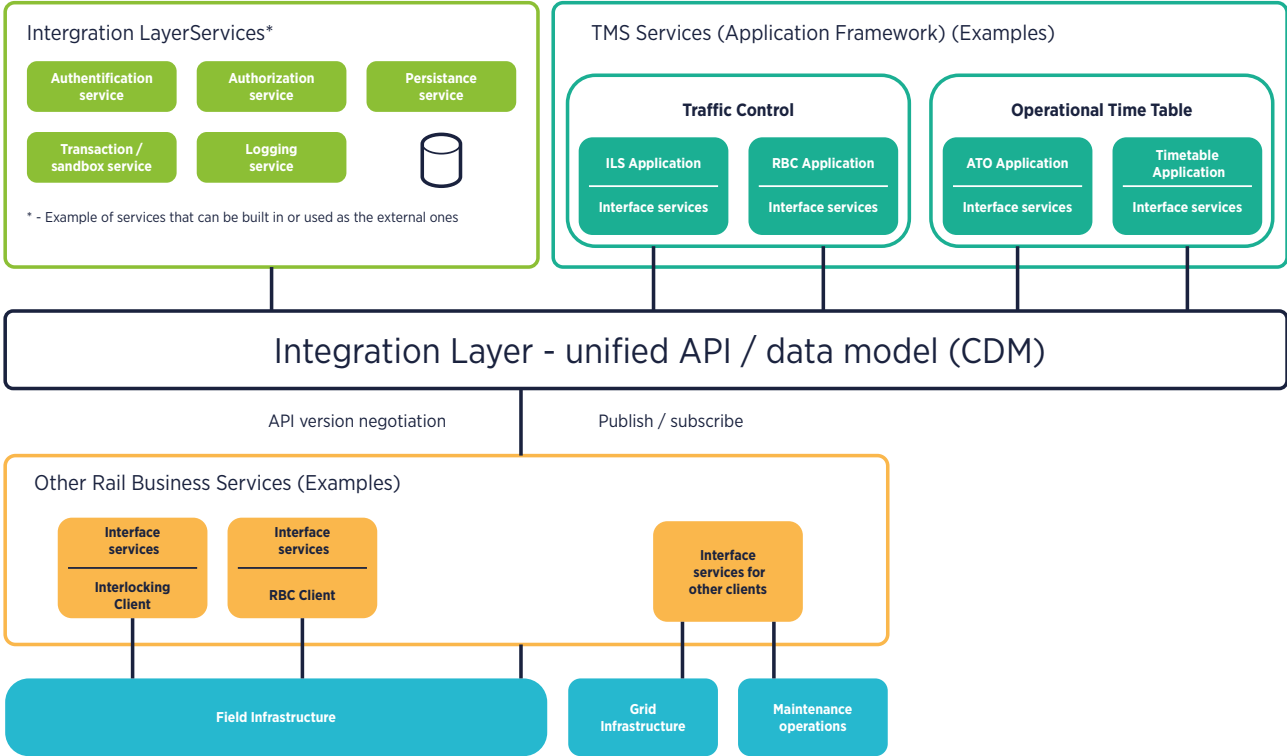 Intergration LayerServices*
Authentification
service
Authorization
service
Persistance
service
Transaction /
sandbox service
Logging
service
* - Example of services that can be built in or used as the external ones
TMS Services (Application Framework) (Examples)
Traffic Control
ILS Application
Interface services
RBC Application
Interface services
Operational Time Table
ATO Application
Interface services
Timetable
Application
Interface services
Integration Layer - unified API / data model (CDM)
API version negotiation
Publish / subscribe
Other Rail Business Services (Examples)
Interface
services
Interlocking
Client
Interface
services
RBC Client
Interface
services for
other clients
Field Infrastructure
Grid
Infrastructure
Maintenance
operations